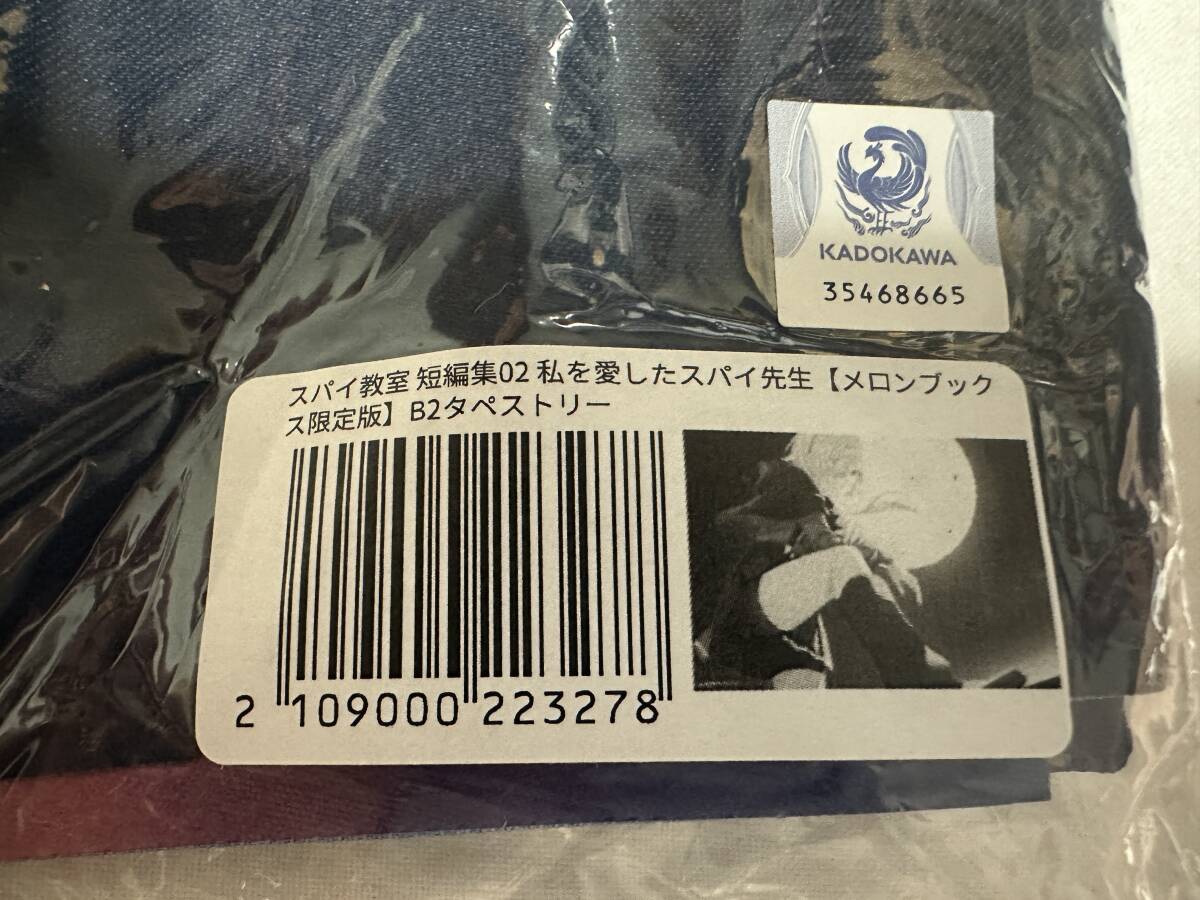 KADOKAWA
35468665
スパイ教室 短編集02 私を愛したスパイ先生【メロンブック
ス限定版】B2タペストリー
2 109000 223278